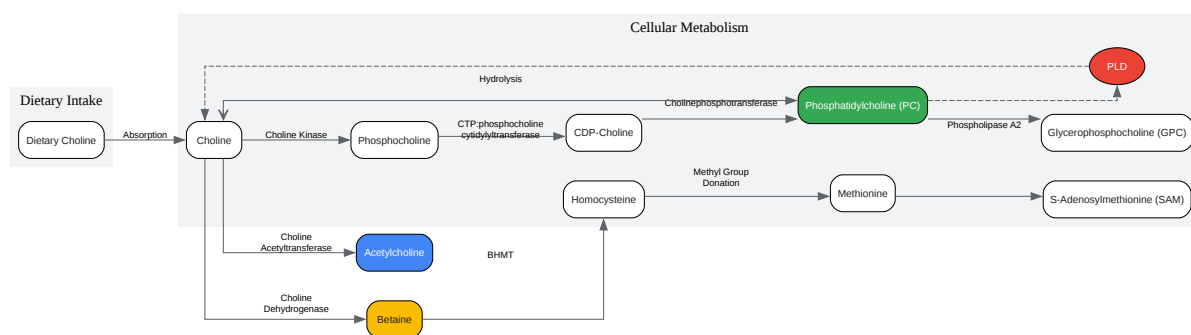 Cellular Metabolism
PLD
Hydrolysis
Dietary Intake
Cholinephosphotransferase
Phosphatidylcholine (PC)
Dietary Choline
Absorption
Choline
Choline Kinase
Phosphocholine
CTP:phosphocholine
cytidylyltransferase
CDP-Choline
Phospholipase A2
Glycerophosphocholine (GPC)
Methyl Group
Donation
Homocysteine
Methionine
S-Adenosylmethionine (SAM)
Choline
Acetyltransferase
Acetylcholine
BHMT
Choline
Dehydrogenase
Betaine